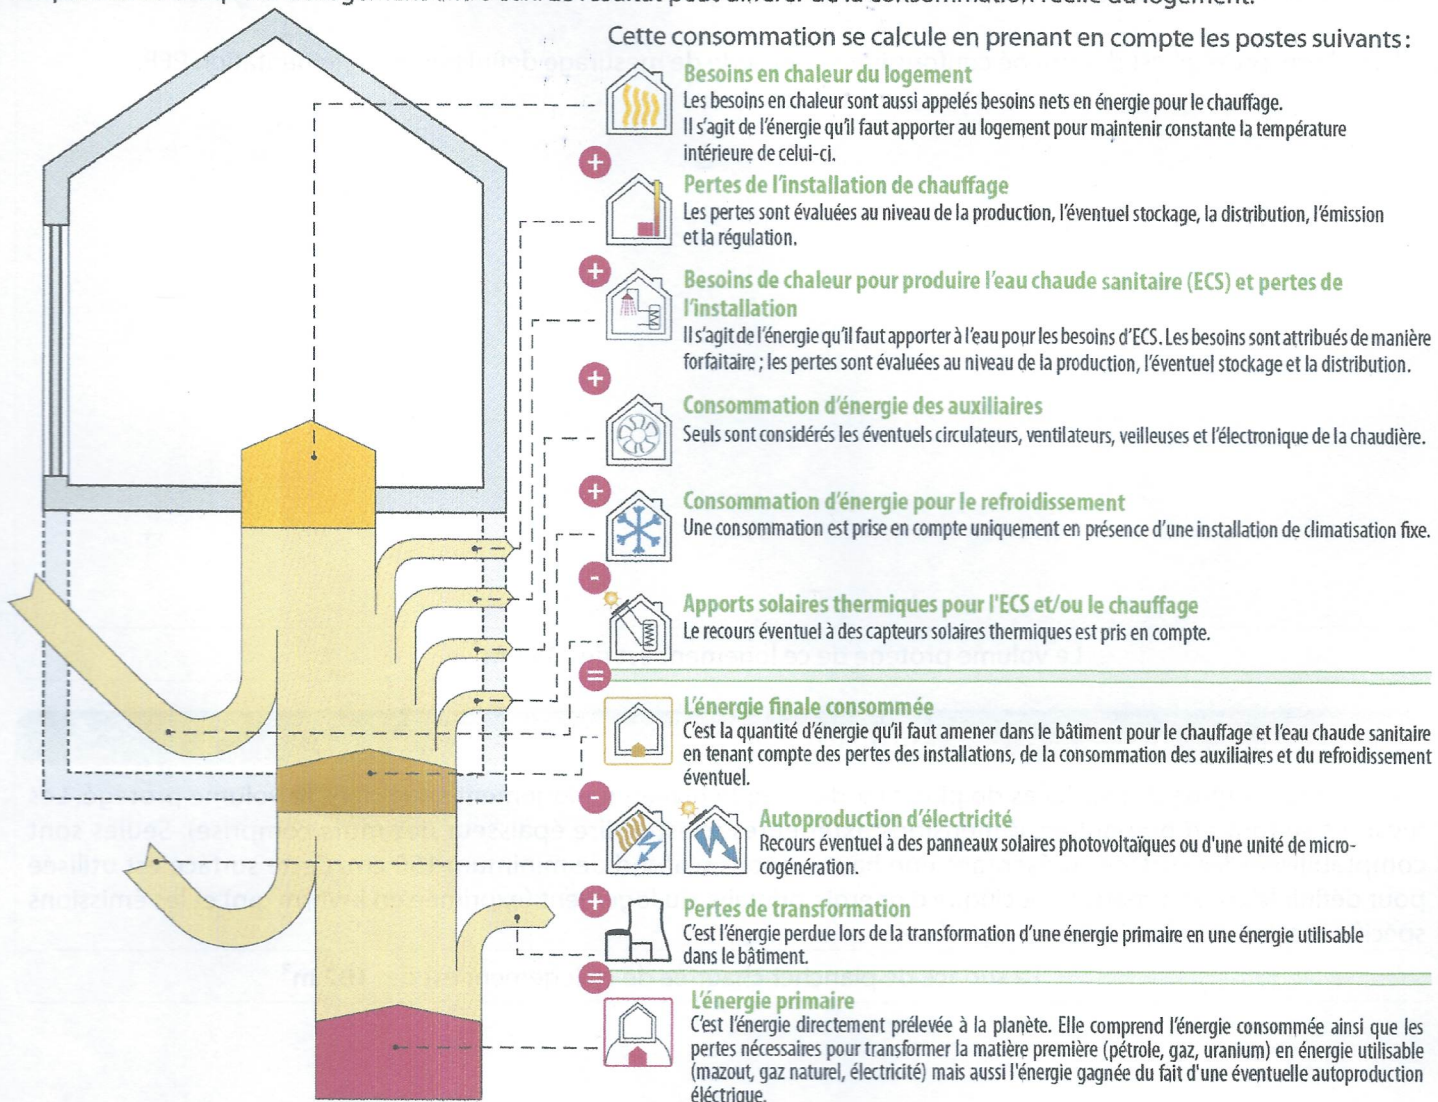 résultat peut différer de la consommation réelle du logement.
Cette consommation se calcule en prenant en compte les postes suivants :
Besoins en chaleur du logement
Les besoins en chaleur sont aussi appelés besoins nets en énergie pour le chauffage.
Il s'agit de l'énergie qu'il faut apporter au logement pour maintenir constante la température
intérieure de celui-ci.
+
Pertes de l'installation de chauffage
Les pertes sont évaluées au niveau de la production, l'éventuel stockage, la distribution, l'émission
et la régulation.
+
Besoins de chaleur pour produire l'eau chaude sanitaire (ECS) et pertes de
l'installation
Il s'agit de l'énergie qu'il faut apporter à l'eau pour les besoins d'ECS. Les besoins sont attribués de manière
forfaitaire ; les pertes sont évaluées au niveau de la production, l'éventuel stockage et la distribution.
+
Consommation d'énergie des auxiliaires
Seuls sont considérés les éventuels circulateurs, ventilateurs, veilleuses et l'électronique de la chaudière.
+
Consommation d'énergie pour le refroidissement
Une consommation est prise en compte uniquement en présence d'une installation de climatisation fixe.
-
Apports solaires thermiques pour l'ECS et/ou le chauffage
Le recours éventuel à des capteurs solaires thermiques est pris en compte.
=
L'énergie finale consommée
C'est la quantité d'énergie qu'il faut amener dans le bâtiment pour le chauffage et l'eau chaude sanitaire
en tenant compte des pertes des installations, de la consommation des auxiliaires et du refroidissement
éventuel.
-
Autoproduction d'électricité
Recours éventuel à des panneaux solaires photovoltaïques ou d'une unité de micro-
cogénération.
+
Pertes de transformation
C'est l'énergie perdue lors de la transformation d'une énergie primaire en une énergie utilisable
dans le bâtiment.
=
L'énergie primaire
C'est l'énergie directement prélevée à la planète. Elle comprend l'énergie consommée ainsi que les
pertes nécessaires pour transformer la matière première (pétrole, gaz, uranium) en énergie utilisable
(mazout, gaz naturel, électricité) mais aussi l'énergie gagnée du fait d'une éventuelle autoproduction
éléctrique.